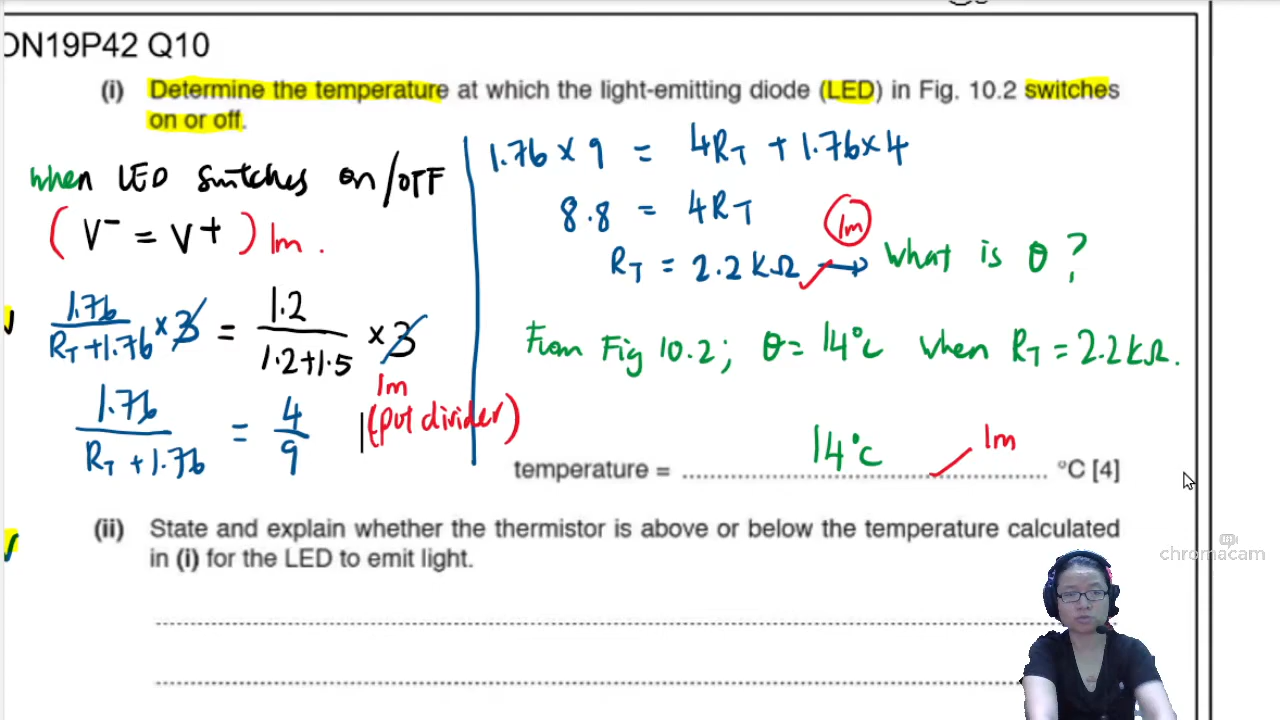 ON19P42 Q10
(i) Determine the temperature at which the light-emitting diode (LED) in Fig. 10.2 switches
on or off.
when LED switches on/OFF
( V⁻ = V⁺ ) 1m .
1.76 / (RT + 1.76) × 3 = 1.2 / (1.2 + 1.5) × 3
1m
(pot divider)
1.76 / (RT + 1.76) = 4 / 9
1.76 × 9 = 4RT + 1.76 × 4
8.8 = 4RT
1m
RT = 2.2 kΩ → What is θ ?
From Fig 10.2; θ = 14°C when RT = 2.2 kΩ.
14°C 1m
temperature = ........................................ °C [4]
(ii) State and explain whether the thermistor is above or below the temperature calculated
in (i) for the LED to emit light.
chromacam